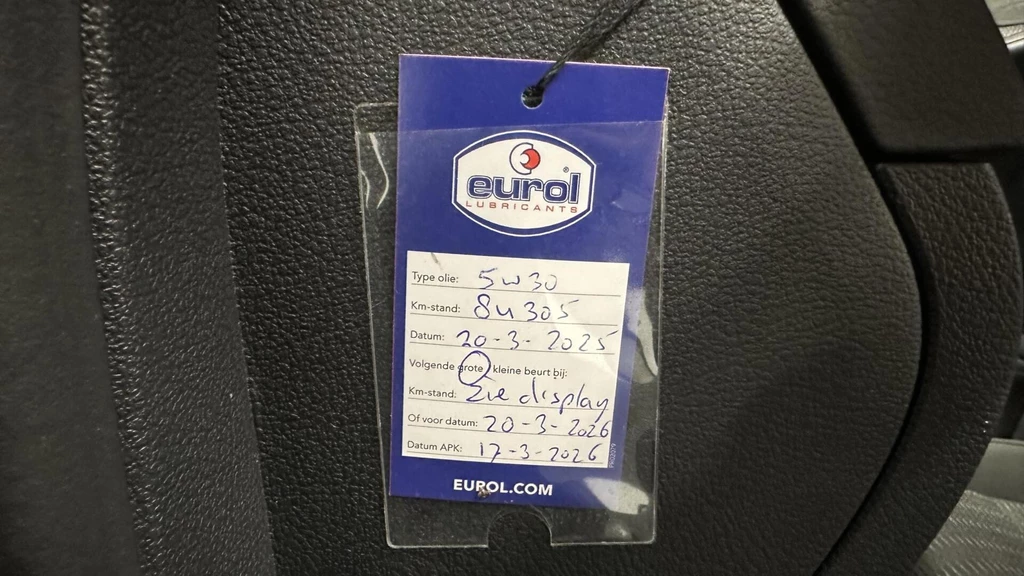 eurol®
LUBRICANTS
Type olie: 5w30
Km-stand: 84305
Datum: 20-3-2025
Volgende grote / kleine beurt bij:
Km-stand: Zie display
Of voor datum: 20-3-2026
Datum APK: 17-3-2026
EUROL.COM